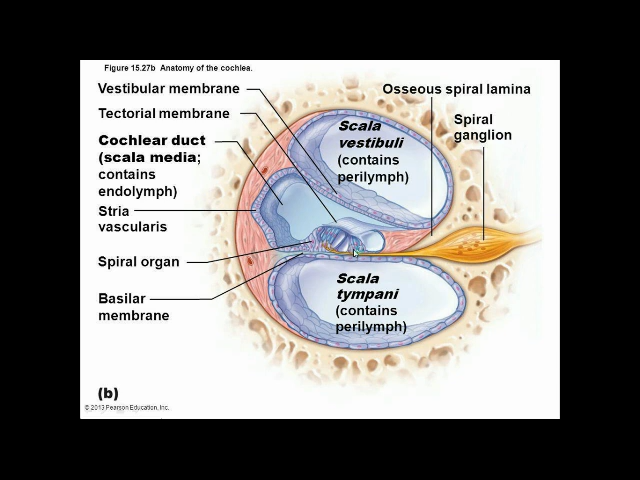 Figure 15.27b Anatomy of the cochlea.
Vestibular membrane
Tectorial membrane
Cochlear duct
(scala media;
contains
endolymph)
Stria
vascularis
Spiral organ
Basilar
membrane
Scala
vestibuli
(contains
perilymph)
Scala
tympani
(contains
perilymph)
Osseous spiral lamina
Spiral
ganglion
(b)
© 2013 Pearson Education, Inc.